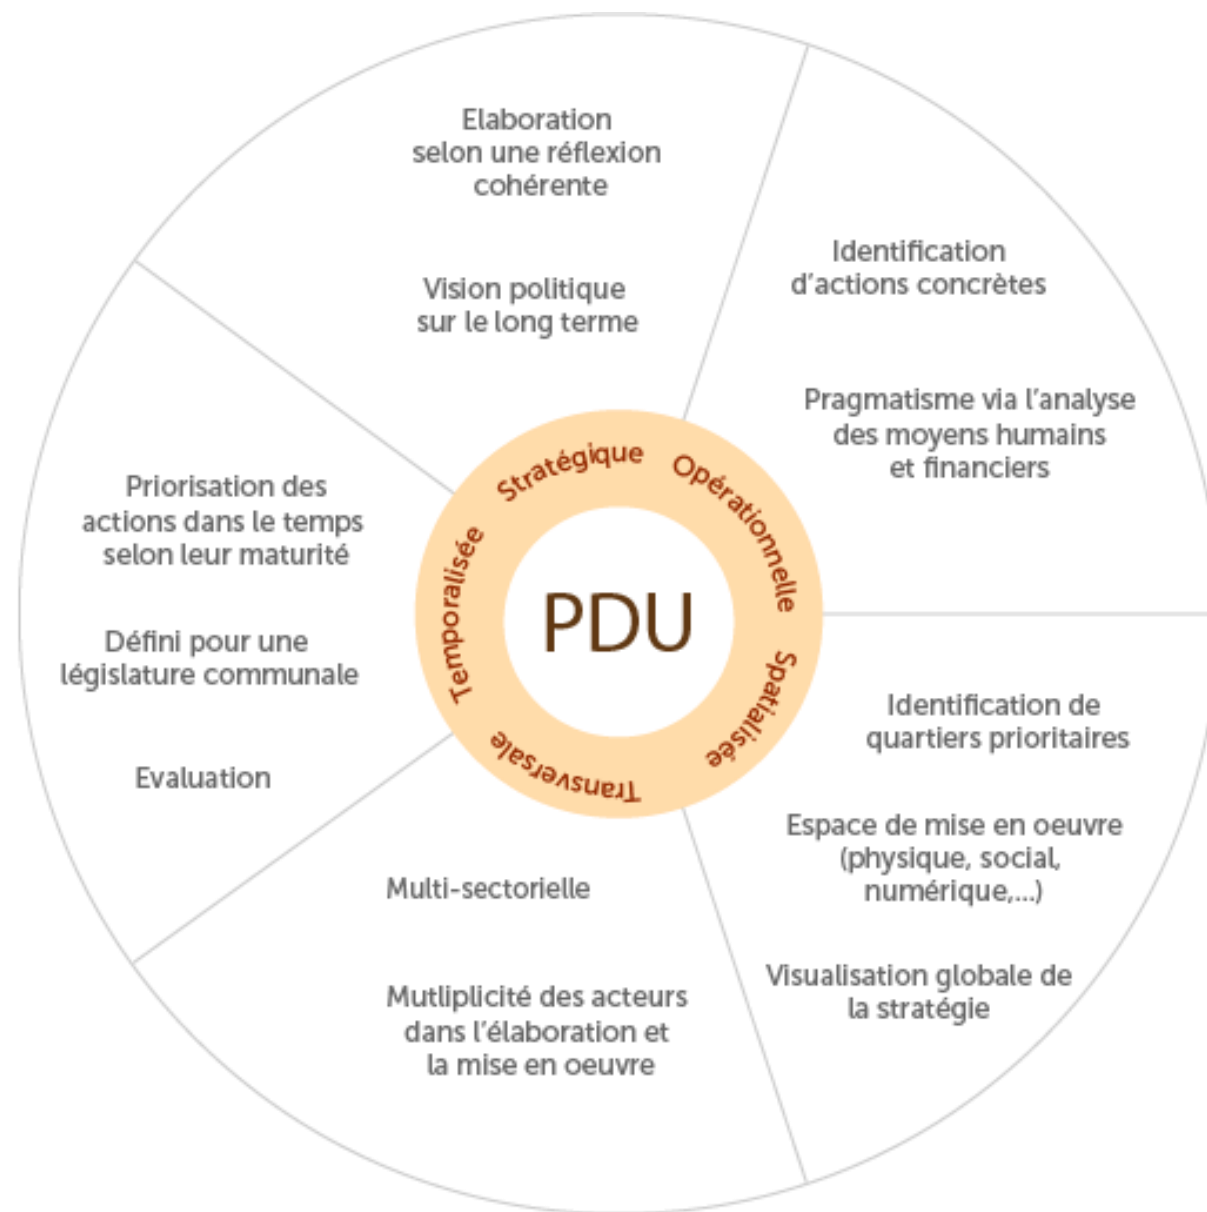 Elaboration
selon une réflexion
cohérente
Vision politique
sur le long terme
Identification
d'actions concrètes
Pragmatisme via l'analyse
des moyens humains
et financiers
Priorisation des
actions dans le temps
selon leur maturité
Défini pour une
législature communale
Evaluation
Stratégique
Opérationnelle
Spatialisée
Transversale
Temporalisée
PDU
Identification de
quartiers prioritaires
Espace de mise en oeuvre
(physique, social,
numérique,...)
Visualisation globale de
la stratégie
Multi-sectorielle
Mutliplicité des acteurs
dans l'élaboration et
la mise en oeuvre